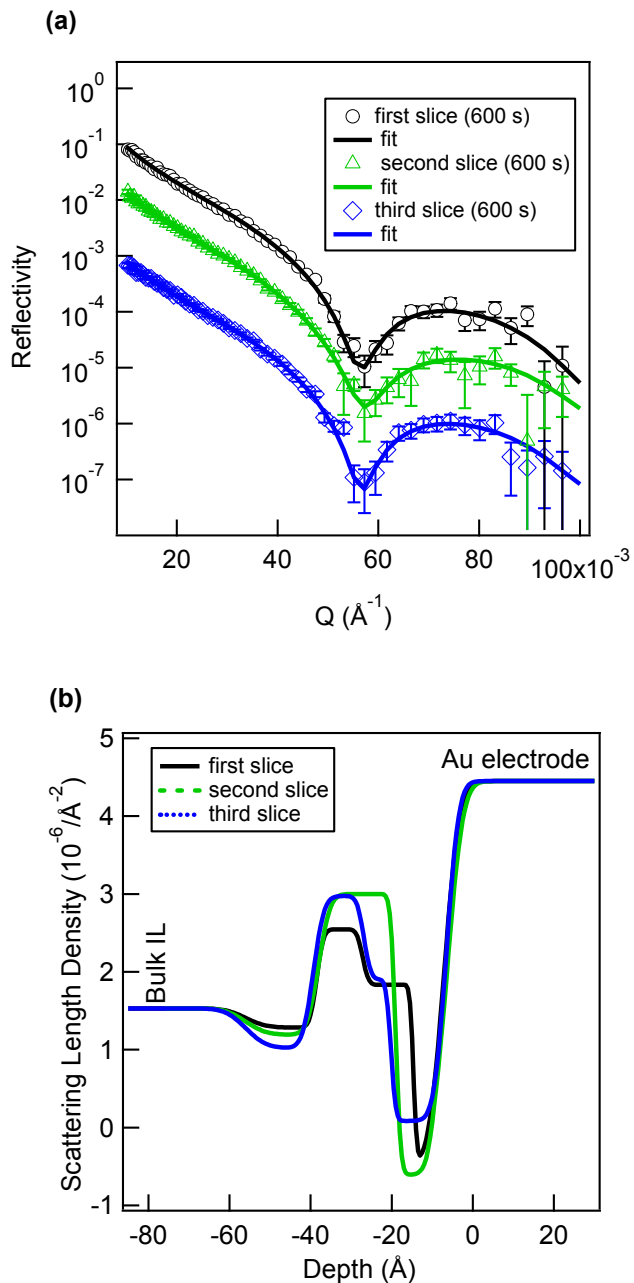 (a)
10^0
10^-1
10^-2
10^-3
10^-4
10^-5
10^-6
10^-7
Reflectivity
first slice (600 s)
fit
second slice (600 s)
fit
third slice (600 s)
fit
20
40
60
80
100x10^-3
Q (Å^-1)
(b)
5
4
3
2
1
0
-1
Scattering Length Density (10^-6/Å^-2)
first slice
second slice
third slice
Au electrode
Bulk IL
-80
-60
-40
-20
0
20
Depth (Å)